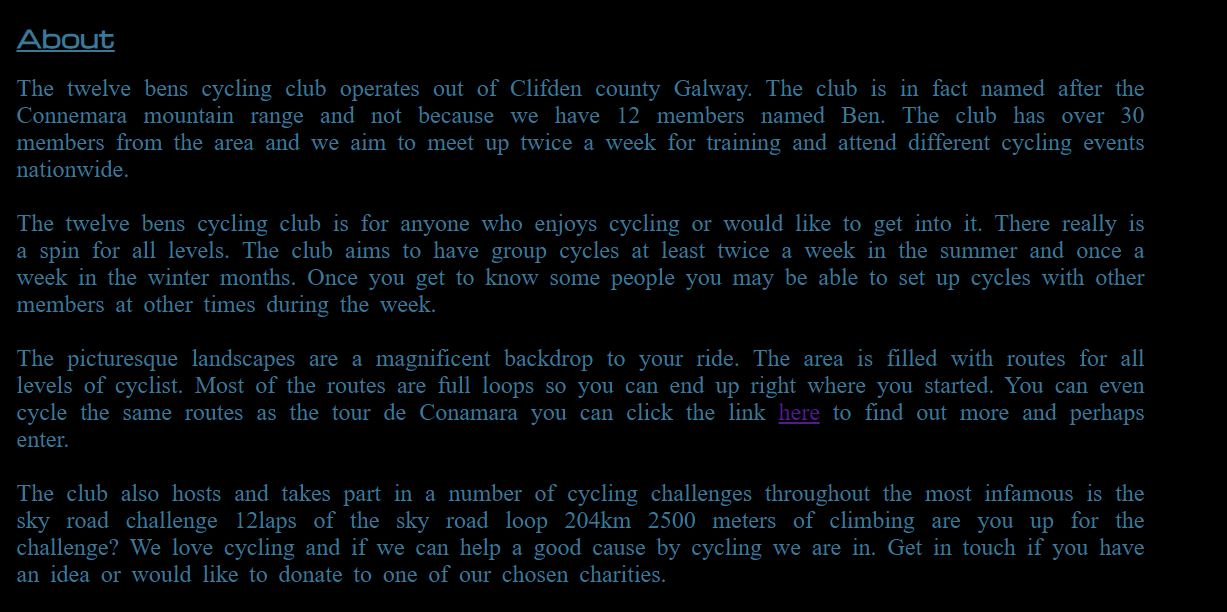 About
The twelve bens cycling club operates out of Clifden county Galway. The club is in fact named after the
Connemara mountain range and not because we have 12 members named Ben. The club has over 30
members from the area and we aim to meet up twice a week for training and attend different cycling events
nationwide.
The twelve bens cycling club is for anyone who enjoys cycling or would like to get into it. There really is
a spin for all levels. The club aims to have group cycles at least twice a week in the summer and once a
week in the winter months. Once you get to know some people you may be able to set up cycles with other
members at other times during the week.
The picturesque landscapes are a magnificent backdrop to your ride. The area is filled with routes for all
levels of cyclist. Most of the routes are full loops so you can end up right where you started. You can even
cycle the same routes as the tour de Conamara you can click the link here to find out more and perhaps
enter.
The club also hosts and takes part in a number of cycling challenges throughout the most infamous is the
sky road challenge 12laps of the sky road loop 204km 2500 meters of climbing are you up for the
challenge? We love cycling and if we can help a good cause by cycling we are in. Get in touch if you have
an idea or would like to donate to one of our chosen charities.